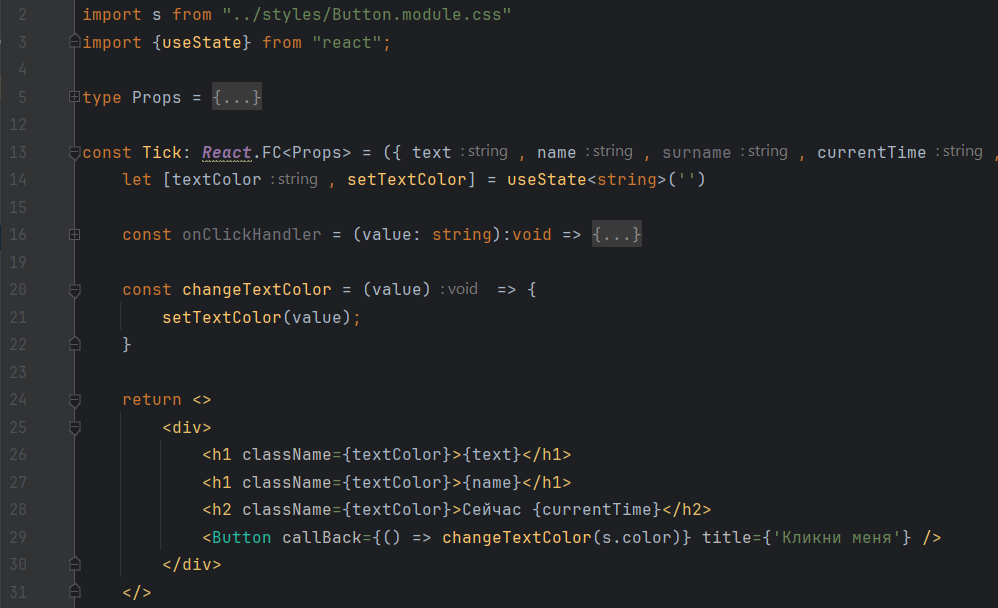 2 import s from "../styles/Button.module.css"
3 import {useState} from "react";
4
5 type Props = {...}
12
13 const Tick: React.FC<Props> = ({ text : string , name : string , surname : string , currentTime : string ,
14 let [textColor : string , setTextColor] = useState<string>('')
15
16 const onClickHandler = (value: string):void => {...}
19
20 const changeTextColor = (value) : void => {
21 setTextColor(value);
22 }
23
24 return <>
25 <div>
26 <h1 className={textColor}>{text}</h1>
27 <h1 className={textColor}>{name}</h1>
28 <h2 className={textColor}>Сейчас {currentTime}</h2>
29 <Button callBack={() => changeTextColor(s.color)} title={'Кликни меня'} />
30 </div>
31 </>